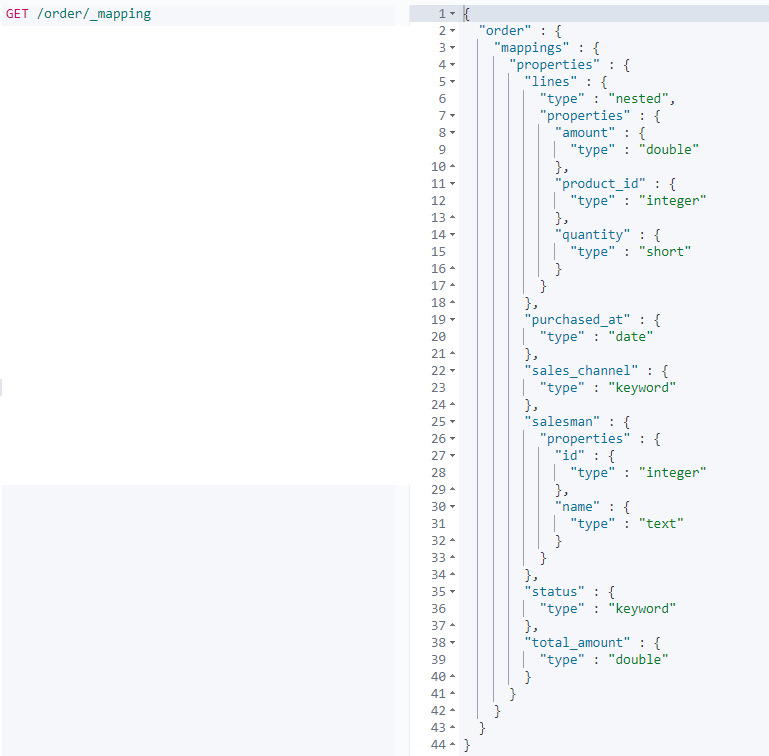 GET /order/_mapping
1 {
2 "order" : {
3 "mappings" : {
4 "properties" : {
5 "lines" : {
6 "type" : "nested",
7 "properties" : {
8 "amount" : {
9 "type" : "double"
10 },
11 "product_id" : {
12 "type" : "integer"
13 },
14 "quantity" : {
15 "type" : "short"
16 }
17 }
18 },
19 "purchased_at" : {
20 "type" : "date"
21 },
22 "sales_channel" : {
23 "type" : "keyword"
24 },
25 "salesman" : {
26 "properties" : {
27 "id" : {
28 "type" : "integer"
29 },
30 "name" : {
31 "type" : "text"
32 }
33 }
34 },
35 "status" : {
36 "type" : "keyword"
37 },
38 "total_amount" : {
39 "type" : "double"
40 }
41 }
42 }
43 }
44 }